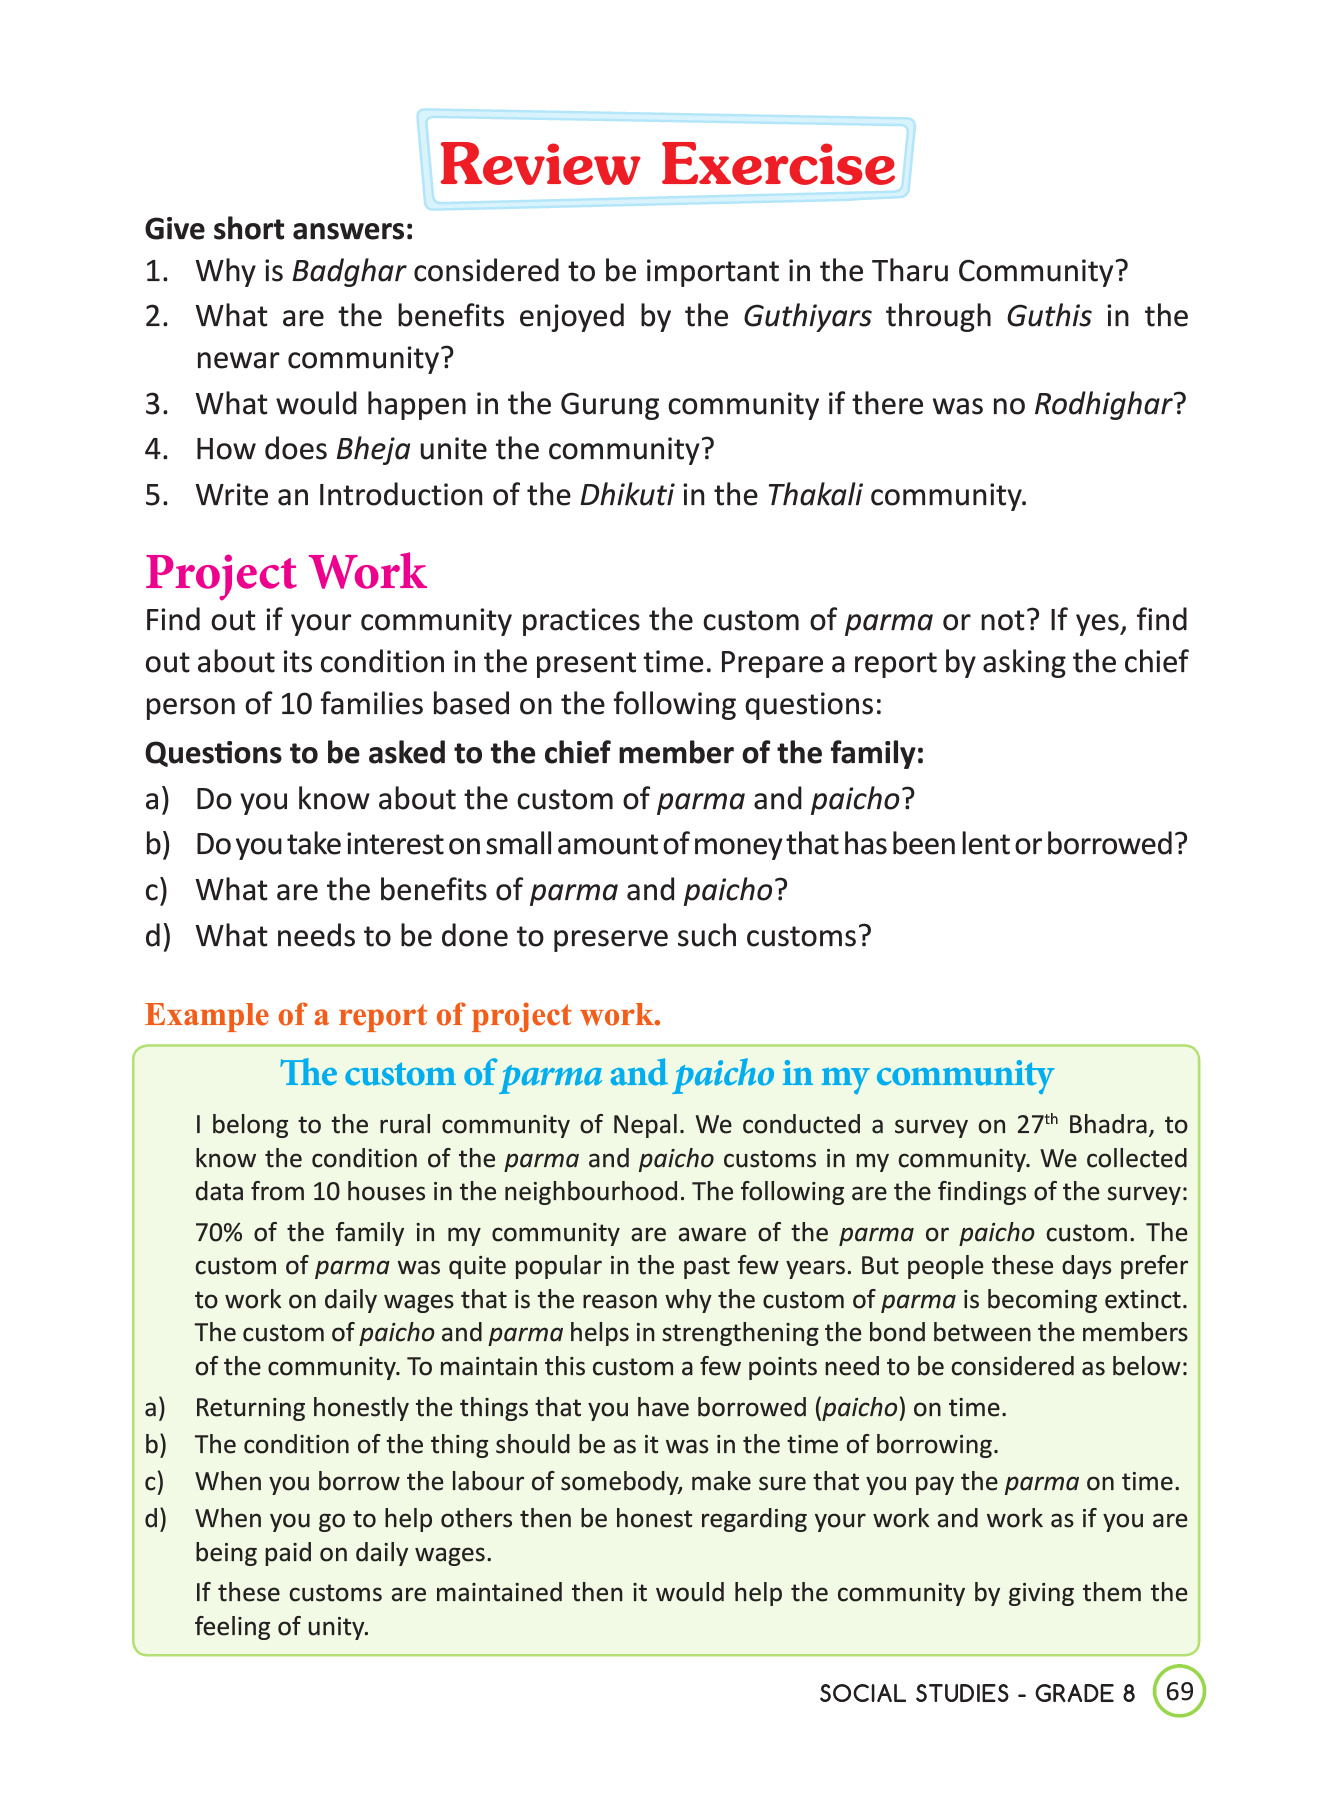 Review Exercise
Give short answers:
1. Why is Badghar considered to be important in the Tharu Community?
2. What are the benefits enjoyed by the Guthiyars through Guthis in the
newar community?
3. What would happen in the Gurung community if there was no Rodhighar?
4. How does Bheja unite the community?
5. Write an Introduction of the Dhikuti in the Thakali community.
Project Work
Find out if your community practices the custom of parma or not? If yes, find
out about its condition in the present time. Prepare a report by asking the chief
person of 10 families based on the following questions:
Questions to be asked to the chief member of the family:
a) Do you know about the custom of parma and paicho?
b) Do you take interest on small amount of money that has been lent or borrowed?
c) What are the benefits of parma and paicho?
d) What needs to be done to preserve such customs?
Example of a report of project work.
The custom of parma and paicho in my community
I belong to the rural community of Nepal. We conducted a survey on 27th Bhadra, to
know the condition of the parma and paicho customs in my community. We collected
data from 10 houses in the neighbourhood. The following are the findings of the survey:
70% of the family in my community are aware of the parma or paicho custom. The
custom of parma was quite popular in the past few years. But people these days prefer
to work on daily wages that is the reason why the custom of parma is becoming extinct.
The custom of paicho and parma helps in strengthening the bond between the members
of the community. To maintain this custom a few points need to be considered as below:
a) Returning honestly the things that you have borrowed (paicho) on time.
b) The condition of the thing should be as it was in the time of borrowing.
c) When you borrow the labour of somebody, make sure that you pay the parma on time.
d) When you go to help others then be honest regarding your work and work as if you are
being paid on daily wages.
If these customs are maintained then it would help the community by giving them the
feeling of unity.
SOCIAL STUDIES - GRADE 8 69